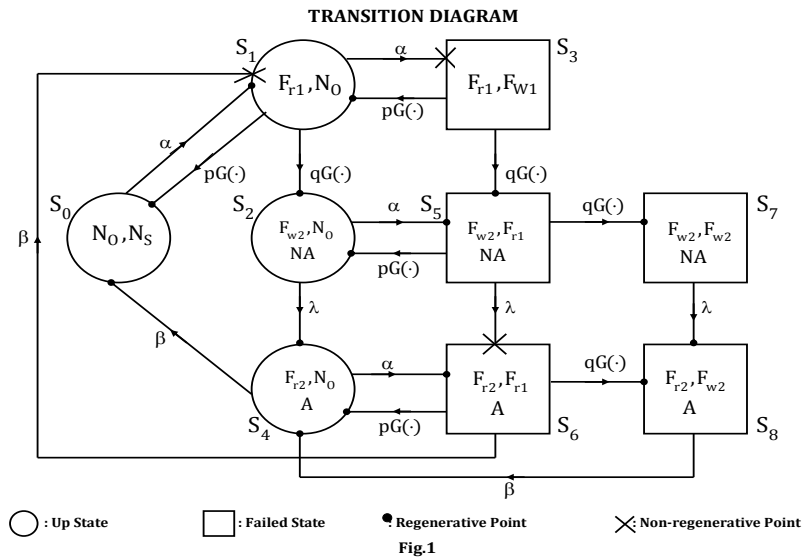 TRANSITION DIAGRAM
S1
Fr1,NO
α
pG(·)
S3
Fr1,FW1
α
pG(·)
qG(·)
qG(·)
S0
NO,NS
S2
Fw2,NO
NA
α
pG(·)
S5
Fw2,Fr1
NA
qG(·)
S7
Fw2,Fw2
NA
β
λ
λ
λ
β
Fr2,NO
A
S4
α
pG(·)
Fr2,Fr1
A
S6
qG(·)
Fr2,Fw2
A
S8
β
: Up State
: Failed State
: Regenerative Point
: Non-regenerative Point
Fig.1